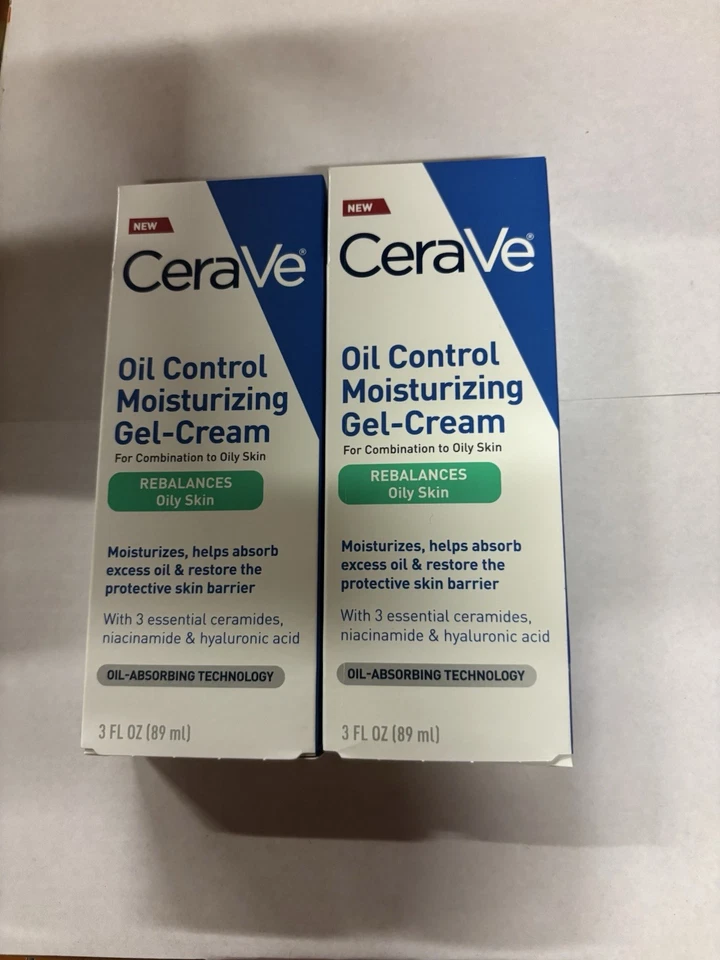 NEW
CeraVe®
Oil Control
Moisturizing
Gel-Cream
For Combination to Oily Skin
REBALANCES
Oily Skin
Moisturizes, helps absorb
excess oil & restore the
protective skin barrier
With 3 essential ceramides,
niacinamide & hyaluronic acid
OIL-ABSORBING TECHNOLOGY
3 FL OZ (89 ml)
NEW
CeraVe®
Oil Control
Moisturizing
Gel-Cream
For Combination to Oily Skin
REBALANCES
Oily Skin
Moisturizes, helps absorb
excess oil & restore the
protective skin barrier
With 3 essential ceramides,
niacinamide & hyaluronic acid
OIL-ABSORBING TECHNOLOGY
3 FL OZ (89 ml)